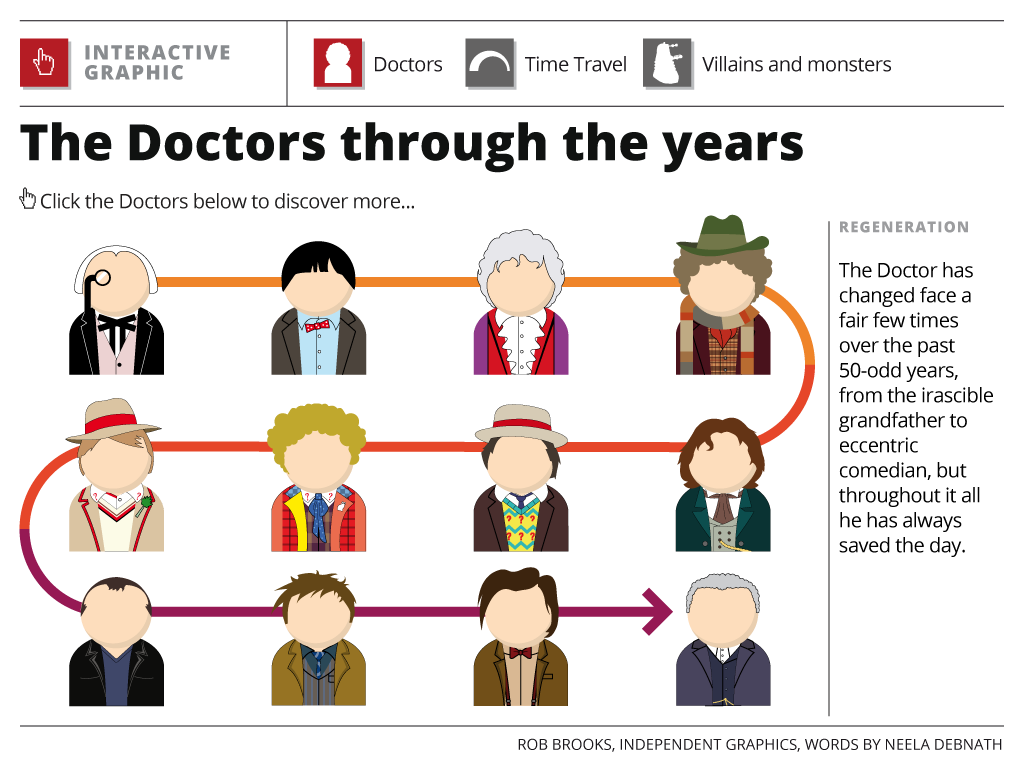 INTERACTIVE
GRAPHIC
Doctors
Time Travel
Villains and monsters
The Doctors through the years
Click the Doctors below to discover more...
REGENERATION
The Doctor has
changed face a
fair few times
over the past
50-odd years,
from the irascible
grandfather to
eccentric
comedian, but
throughout it all
he has always
saved the day.
ROB BROOKS, INDEPENDENT GRAPHICS, WORDS BY NEELA DEBNATH